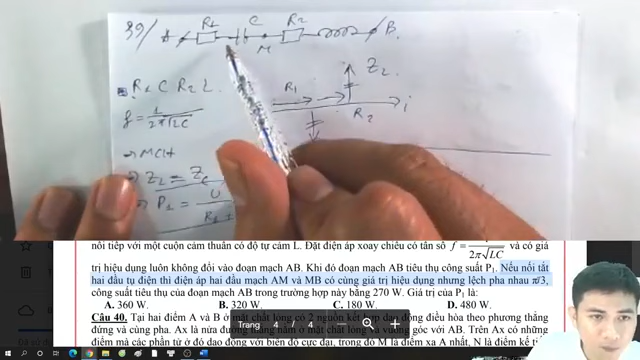 39/ A R1 C M R2 B.
R1 C R2 L.
f = 1/2π√LC
→ MCH
→ ZL = ZC
→ P1 = U
R1 ZL R2 i
nối tiếp với một cuộn cảm thuần có độ tự cảm L. Đặt điện áp xoay chiều có tần số f = 1/2π√LC và có giá
trị hiệu dụng luôn không đổi vào đoạn mạch AB. Khi đó đoạn mạch AB tiêu thụ công suất P1. Nếu nối tắt
hai đầu tụ điện thì điện áp hai đầu mạch AM và MB có cùng giá trị hiệu dụng nhưng lệch pha nhau π/3,
công suất tiêu thụ của đoạn mạch AB trong trường hợp này bằng 270 W. Giá trị của P1 là:
A. 360 W. B. 320 W. C. 180 W. D. 480 W.
Câu 40. Tại hai điểm A và B ở mặt chất lỏng có 2 nguồn kết hợp dao động điều hòa theo phương thẳng
đứng và cùng pha. Ax là nửa đường thẳng nằm ở mặt chất lỏng và vuông góc với AB. Trên Ax có những
điểm mà các phần tử ở đó dao động với biên độ cực đại, trong đó M là điểm xa A nhất, N là điểm kế
Trang 4 4